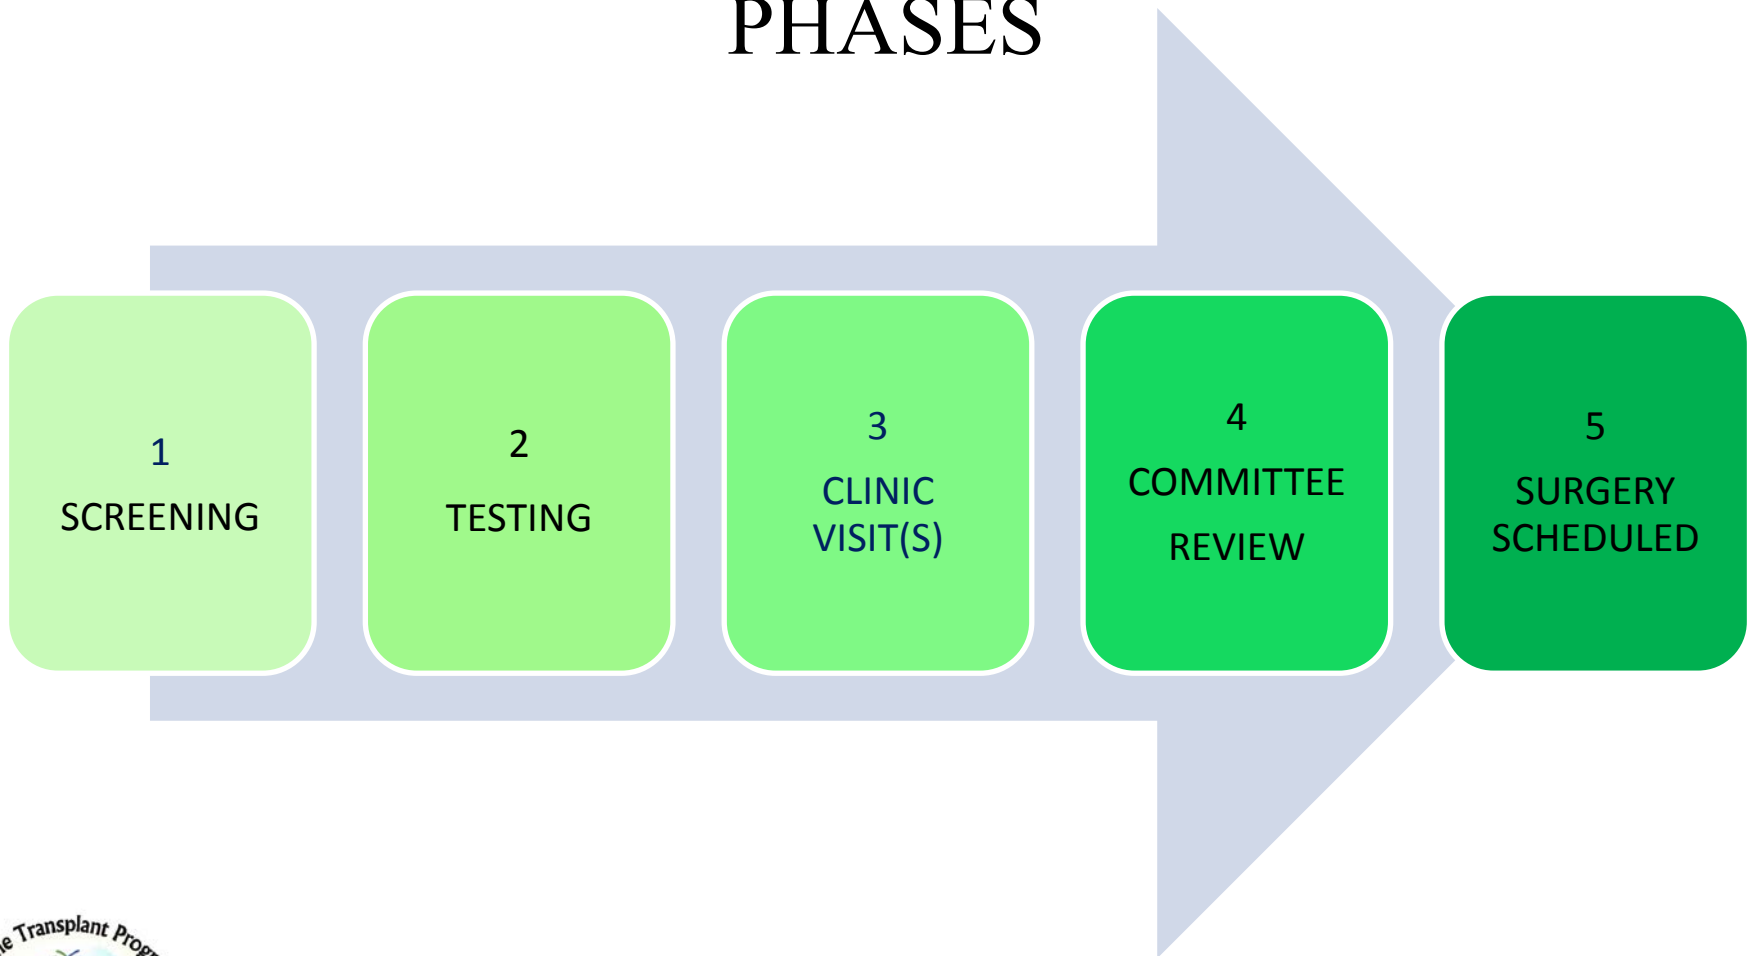 PHASES
1
SCREENING
2
TESTING
3
CLINIC
VISIT(S)
4
COMMITTEE
REVIEW
5
SURGERY
SCHEDULED
Transplant